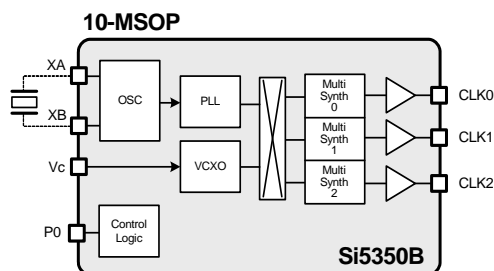 10-MSOP
XA
OSC
PLL
Multi
Synth
0
CLK0
XB
Multi
Synth
1
CLK1
Vc
VCXO
Multi
Synth
2
CLK2
P0
Control
Logic
Si5350B